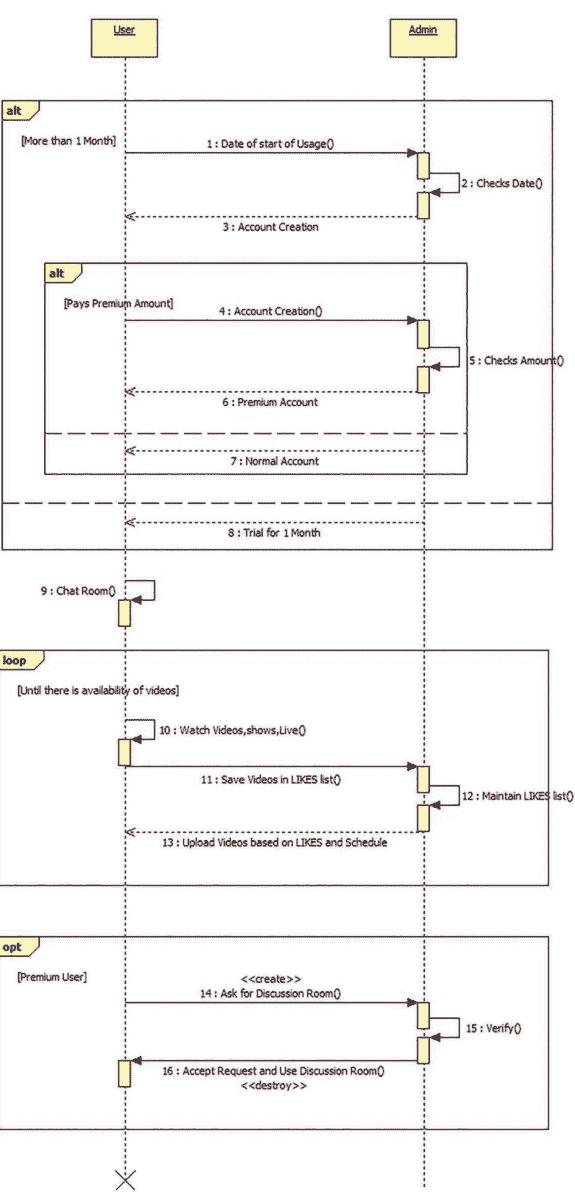 User
Admin
alt
[More than 1 Month]
1 : Date of start of Usage()
2 : Checks Date()
3 : Account Creation
alt
[Pays Premium Amount]
4 : Account Creation()
5 : Checks Amount()
6 : Premium Account
7 : Normal Account
8 : Trial for 1 Month
9 : Chat Room()
loop
[Until there is availability of videos]
10 : Watch Videos,shows,Live()
11 : Save Videos in LIKES list()
12 : Maintain LIKES list()
13 : Upload Videos based on LIKES and Schedule
opt
[Premium User]
<<create>>
14 : Ask for Discussion Room()
15 : Verify()
16 : Accept Request and Use Discussion Room()
<<destroy>>